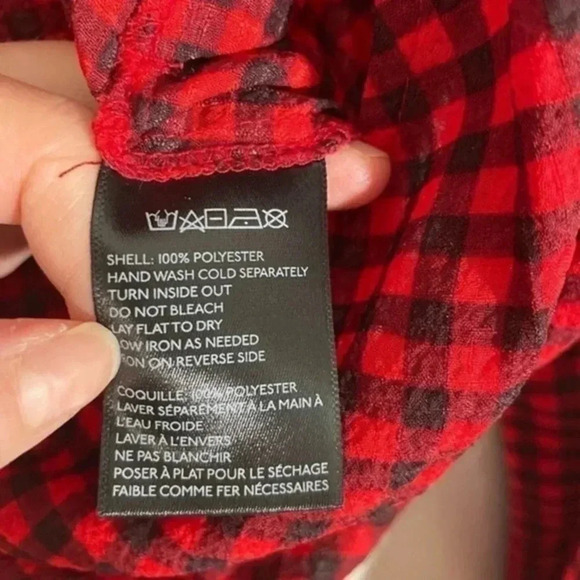 SHELL: 100% POLYESTER
HAND WASH COLD SEPARATELY
TURN INSIDE OUT
DO NOT BLEACH
LAY FLAT TO DRY
LOW IRON AS NEEDED
IRON ON REVERSE SIDE
COQUILLE, 100% POLYESTER
LAVER SÉPARÉMENT À LA MAIN À
L'EAU FROIDE
LAVER À L'ENVERS
NE PAS BLANCHIR
POSER À PLAT POUR LE SÉCHAGE
FAIBLE COMME FER NÉCESSAIRES